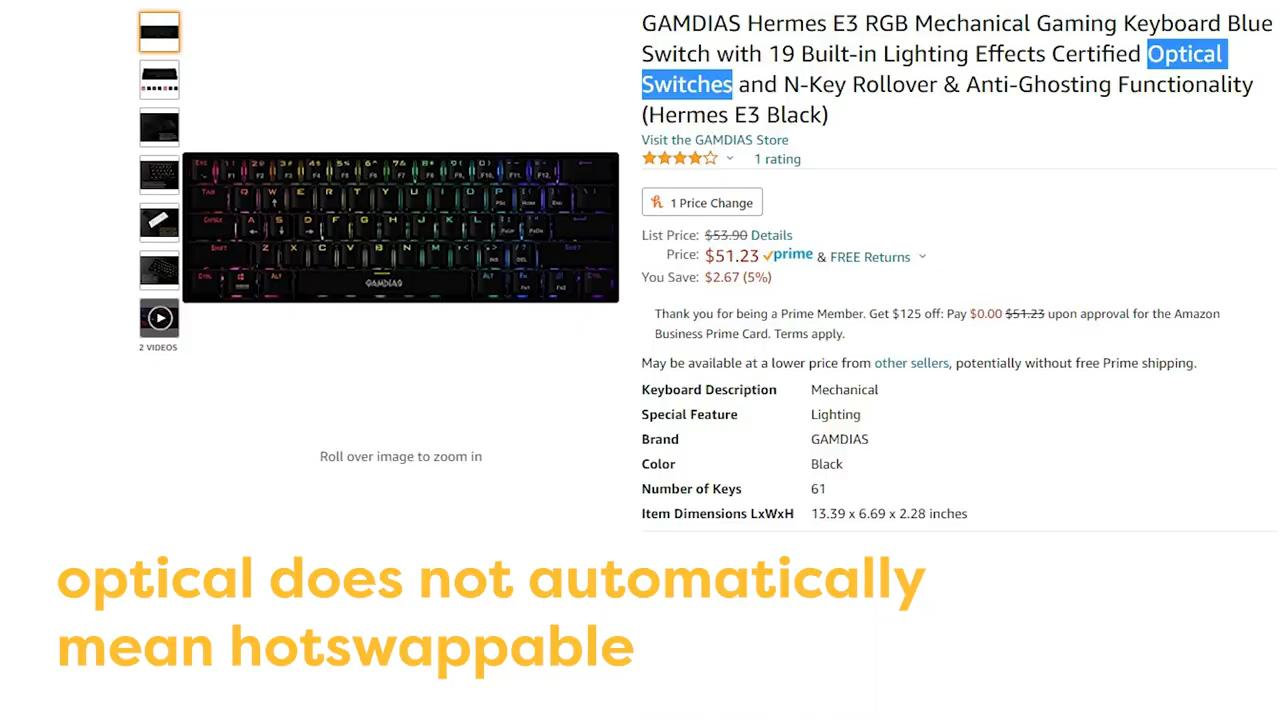 GAMDIAS Hermes E3 RGB Mechanical Gaming Keyboard Blue
Switch with 19 Built-in Lighting Effects Certified Optical
Switches and N-Key Rollover & Anti-Ghosting Functionality
(Hermes E3 Black)
Visit the GAMDIAS Store
1 rating
1 Price Change
List Price: $53.90 Details
Price: $51.23 prime & FREE Returns
You Save: $2.67 (5%)
Thank you for being a Prime Member. Get $125 off: Pay $0.00 $51.23 upon approval for the Amazon
Business Prime Card. Terms apply.
May be available at a lower price from other sellers, potentially without free Prime shipping.
Keyboard Description Mechanical
Special Feature Lighting
Brand GAMDIAS
Color Black
Number of Keys 61
Item Dimensions LxWxH 13.39 x 6.69 x 2.28 inches
2 VIDEOS
GAMDIAS
Roll over image to zoom in
optical does not automatically
mean hotswappable